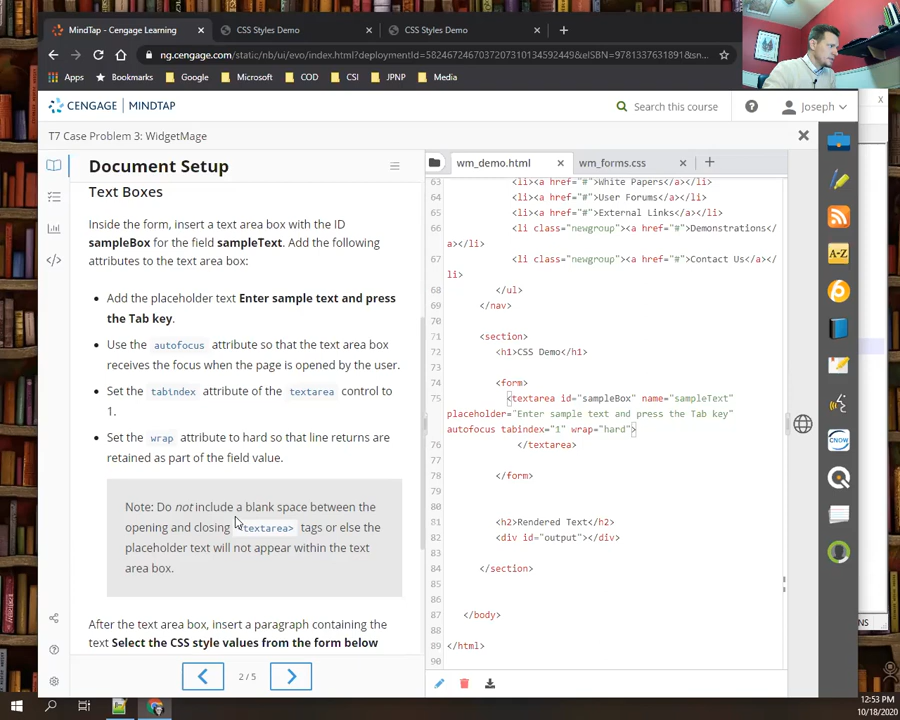 MindTap - Cengage Learning
CSS Styles Demo
CSS Styles Demo
ng.cengage.com/static/nb/ui/evo/index.html?deploymentId=5824672467037207310152449&eISBN=9781337631891&sn...
Apps
Bookmarks
Google
Microsoft
COD
CSI
JPNP
Media
CENGAGE | MINDTAP
Search this course
Joseph
T7 Case Problem 3: WidgetMage
Document Setup
Text Boxes
Inside the form, insert a text area box with the ID
sampleBox for the field sampleText. Add the following
attributes to the text area box:
• Add the placeholder text Enter sample text and press
the Tab key.
• Use the autofocus attribute so that the text area box
receives the focus when the page is opened by the user.
• Set the tabindex attribute of the textarea control to
1.
• Set the wrap attribute to hard so that line returns are
retained as part of the field value.
Note: Do not include a blank space between the
opening and closing <textarea> tags or else the
placeholder text will not appear within the text
area box.
After the text area box, insert a paragraph containing the
text Select the CSS style values from the form below
2/5
wm_demo.html
wm_forms.css
63 <li><a href="#">White Papers</a></li>
64 <li><a href="#">User Forums</a></li>
65 <li><a href="#">External Links</a></li>
66 <li class="newgroup"><a href="#">Demonstrations</
a></li>
67 <li class="newgroup"><a href="#">Contact Us</a></
li>
68 </ul>
69 </nav>
70
71 <section>
72 <h1>CSS Demo</h1>
73
74 <form>
75 <textarea id="sampleBox" name="sampleText"
placeholder="Enter sample text and press the Tab key"
autofocus tabindex="1" wrap="hard">
76 </textarea>
77
78 </form>
79
80
81 <h2>Rendered Text</h2>
82 <div id="output"></div>
83
84 </section>
85
86
87 </body>
88
89 </html>
90
A-Z
CNOW
NS
12:53 PM
10/18/2020